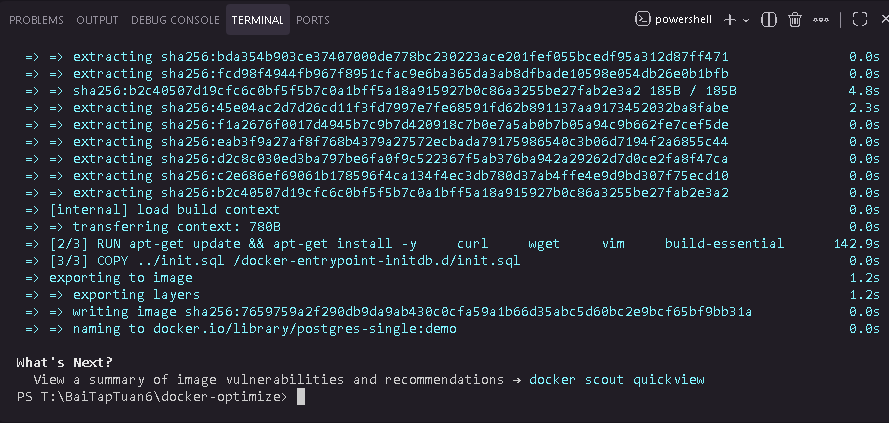 PROBLEMS OUTPUT DEBUG CONSOLE TERMINAL PORTS powershell
=> => extracting sha256:bda354b903ce37407000de778bc230223ace201fef055bcedf95a312d87ff471 0.0s
=> => extracting sha256:fcd98f4944fb967f8951cfac9e6ba365da3ab8dfbade10598e054db26e0b1bfb 0.0s
=> => sha256:b2c40507d19cfc6c0bf5f5b7c0a1bff5a18a915927b0c86a3255be27fab2e3a2 185B / 185B 4.8s
=> => extracting sha256:45e04ac2d7d26cd11f3fd7997e7fe68591fd62b891137aa9173452032ba8fabe 2.3s
=> => extracting sha256:f1a2676f0017d4945b7c9b7d420918c7b0e7a5ab0b7b05a94c9b662fe7cef5de 0.0s
=> => extracting sha256:eab3f9a27af8f768b4379a27572ecbada79175986540c3b06d7194f2a6855c44 0.0s
=> => extracting sha256:d2c8c030ed3ba797be6fa0f9c522367f5ab376ba942a29262d7d0ce2fa8f47ca 0.0s
=> => extracting sha256:c2e686ef69061b178596f4ca134f4ec3db780d37ab4ffe4e9d9bd307f75ecd10 0.0s
=> => extracting sha256:b2c40507d19cfc6c0bf5f5b7c0a1bff5a18a915927b0c86a3255be27fab2e3a2 0.0s
=> [internal] load build context 0.0s
=> => transferring context: 780B 0.0s
=> [2/3] RUN apt-get update && apt-get install -y curl wget vim build-essential 142.9s
=> [3/3] COPY ../init.sql /docker-entrypoint-initdb.d/init.sql 0.0s
=> exporting to image 1.2s
=> => exporting layers 1.2s
=> => writing image sha256:7659759a2f290db9da9ab430c0cfa59a1b66d35abc5d60bc2e9bcf65bf9bb31a 0.0s
=> => naming to docker.io/library/postgres-single:demo 0.0s
What's Next?
View a summary of image vulnerabilities and recommendations → docker scout quickview
PS T:\BaiTapTuan6\docker-optimize>